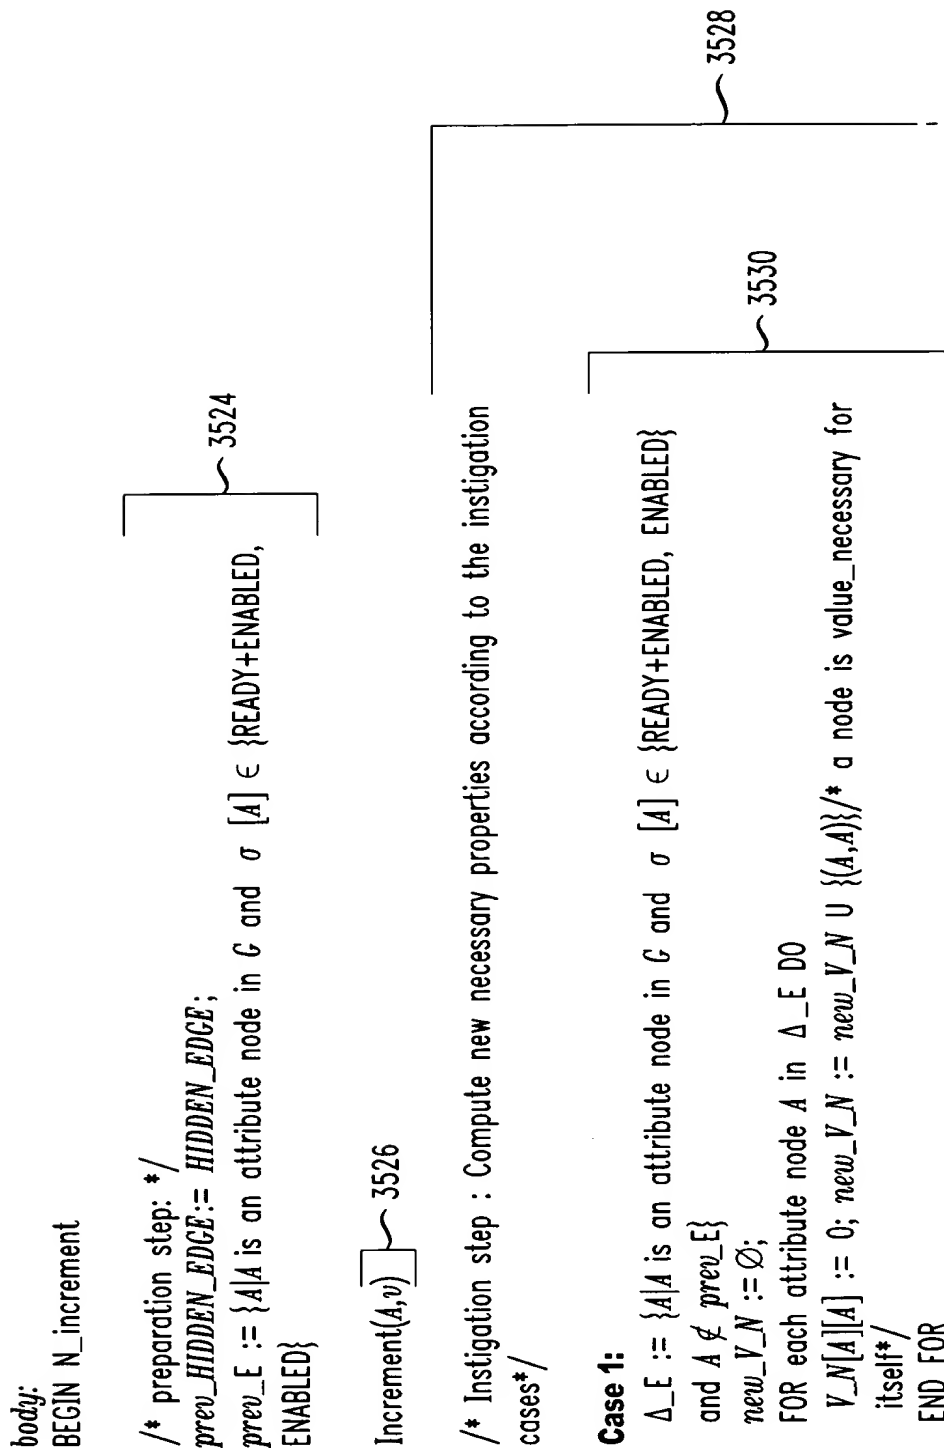 body:
BEGIN N_increment
/* preparation step: */
prev_HIDDEN_EDGE:= HIDDEN_EDGE;
prev_E := {A|A is an attribute node in G and σ [A] ∈ {READY+ENABLED,
ENABLED}
3524
Increment(A,υ)
3526
/* Instigation step : Compute new necessary properties according to the instigation
cases*/
3528
Case 1:
Δ_E := {A|A is an attribute node in G and σ [A] ∈ {READY+ENABLED, ENABLED}
and A ∉ prev_E}
new_V_N :=∅;
FOR each attribute node A in Δ_E DO
V_N[A][A] := 0; new_V_N := new_V_N U {(A,A)}/* a node is value_necessary for
itself*/
END FOR
3530